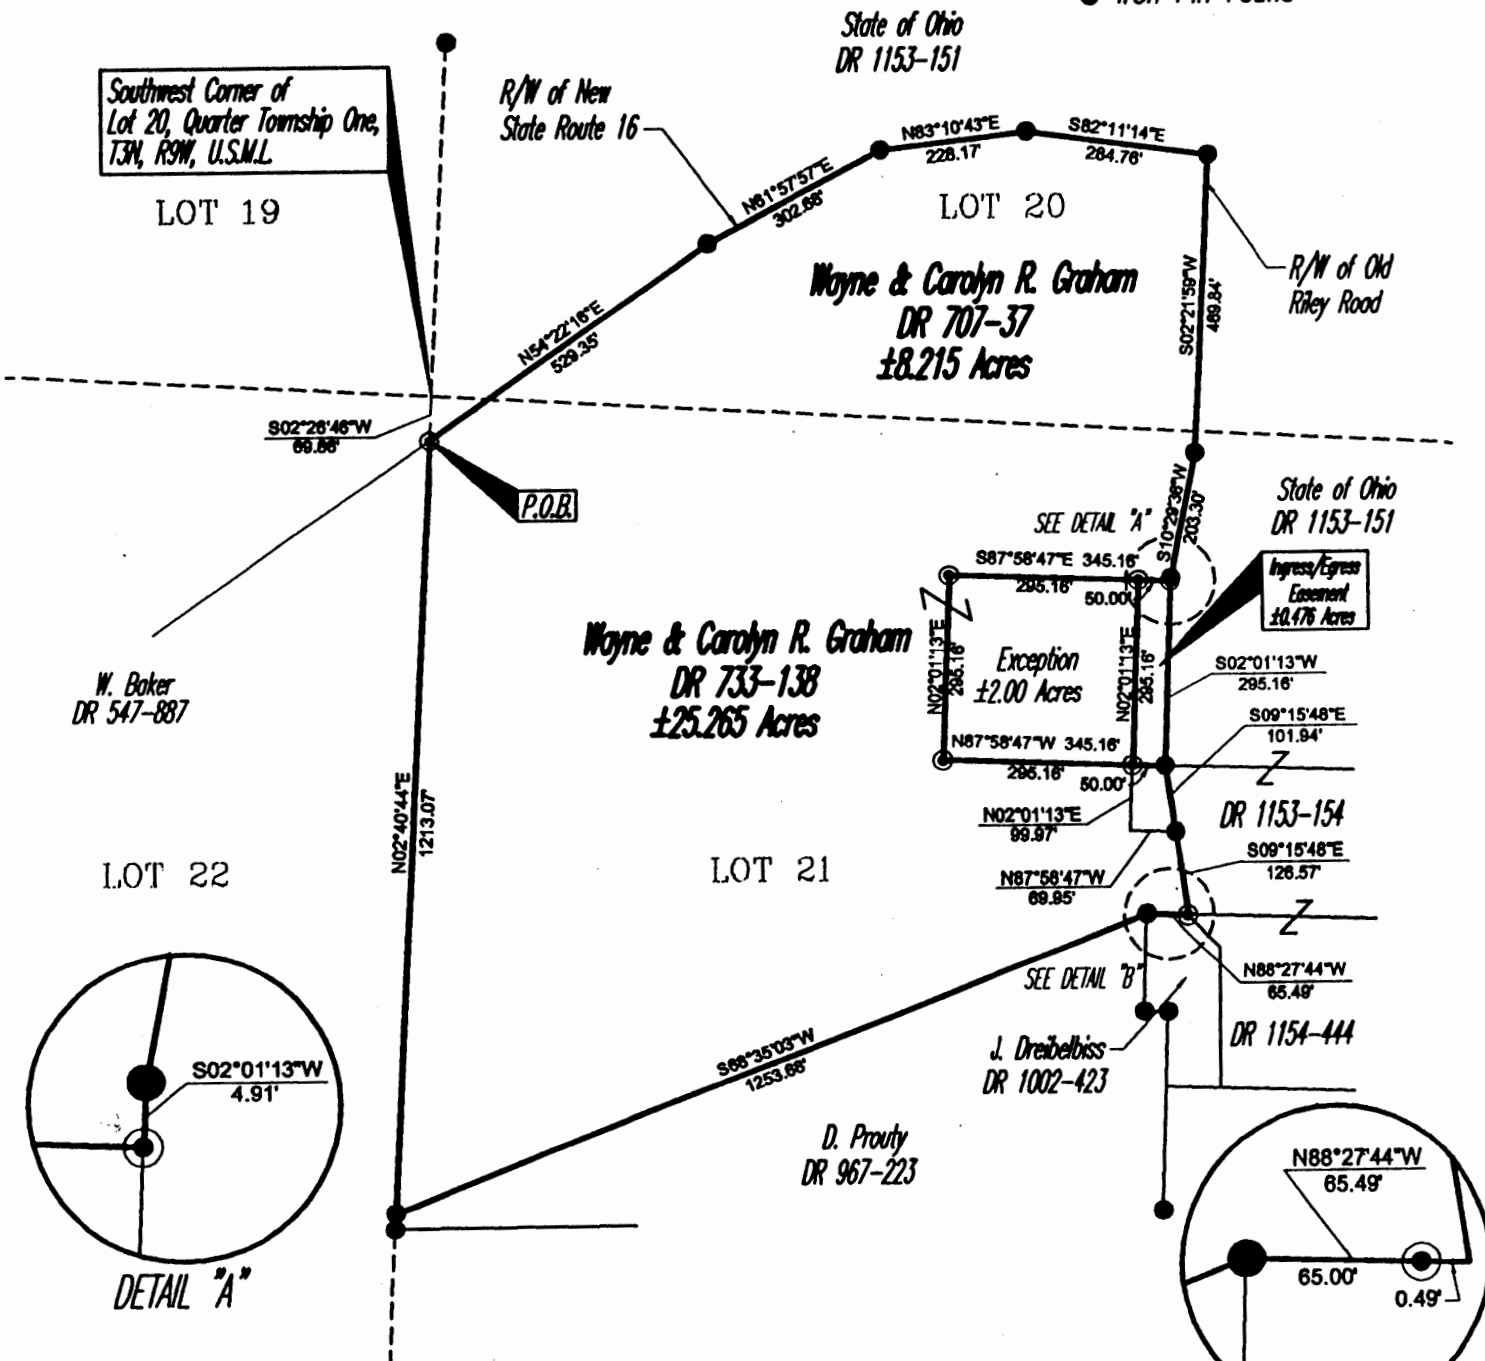 State of Ohio
DR 1153-151
Southwest Corner of
Lot 20, Quarter Township One,
T3N, R9W, U.S.M.L.
R/W of New
State Route 16
LOT 19
N83°10'43"E
228.17'
S82°11'14"E
284.76'
N61°57'57"E
302.68'
LOT 20
Wayne & Carolyn R. Graham
DR 707-37
±8.215 Acres
R/W of Old
Riley Road
S02°21'59"W
469.84'
N54°22'16"E
529.35'
S02°26'46"W
69.86'
P.O.B.
S10°29'36"W
203.30'
State of Ohio
DR 1153-151
SEE DETAIL "A"
S87°58'47"E 345.16'
295.16'
50.00'
Ingress/Egress
Easement
±0.476 Acres
Wayne & Carolyn R. Graham
DR 733-138
±25.265 Acres
N02°01'13"E
295.16'
Exception
±2.00 Acres
N02°01'13"E
295.16'
S02°01'13"W
295.16'
W. Baker
DR 547-887
S09°15'48"E
101.94'
N87°58'47"W 345.16'
295.16'
50.00'
N02°40'44"E
1213.07'
N02°01'13"E
99.97'
DR 1153-154
LOT 22
LOT 21
S09°15'48"E
126.57'
N87°58'47"W
69.95'
SEE DETAIL "B"
N88°27'44"W
65.49'
DR 1154-444
J. Dreibelbiss
DR 1002-423
S66°35'03"W
1253.68'
S02°01'13"W
4.91'
D. Prouty
DR 967-223
DETAIL "A"
N88°27'44"W
65.49'
65.00'
0.49'